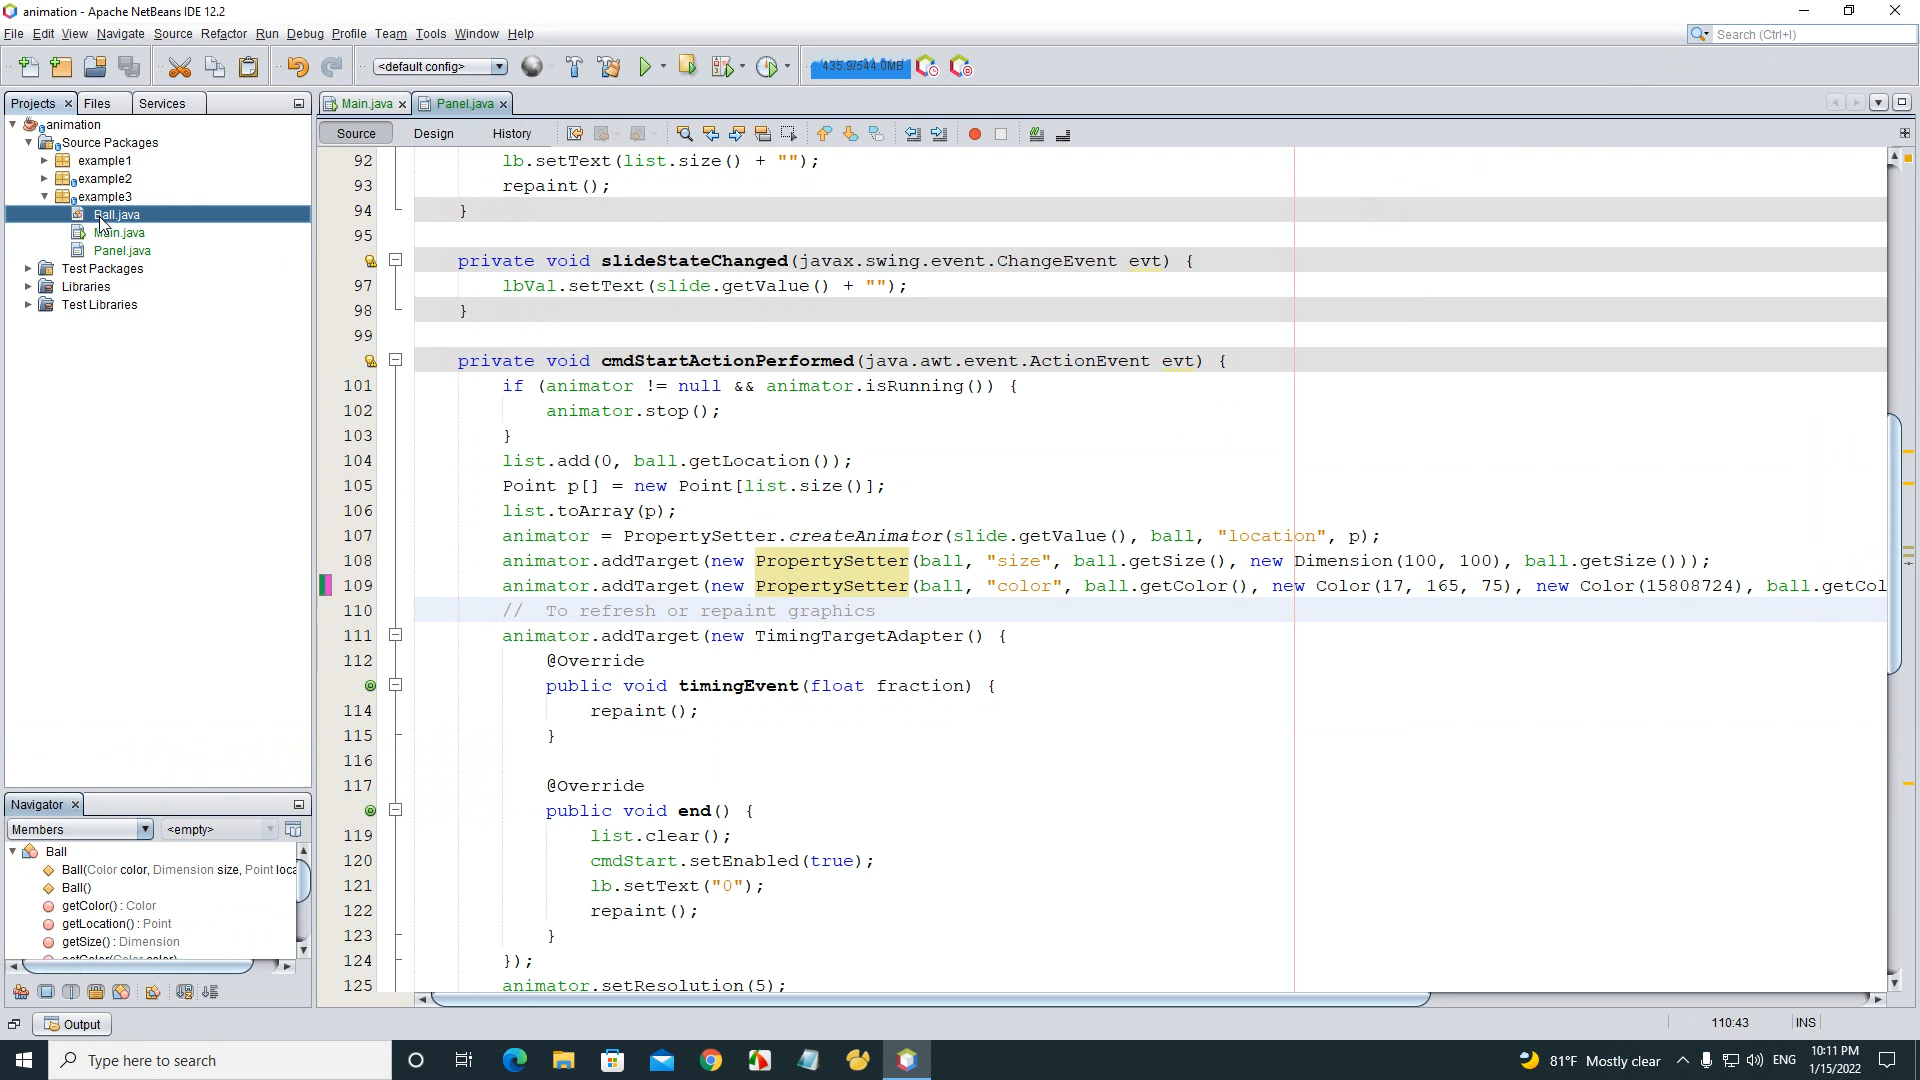 animation - Apache NetBeans IDE 12.2
File Edit View Navigate Source Refactor Run Debug Profile Team Tools Window Help
Search (Ctrl+I)
<default config>
435.9/544.0MB
Projects Files Services
Main.java Panel.java
Source Design History
animation
Source Packages
example1
example2
example3
Ball.java
Main.java
Panel.java
Test Packages
Libraries
Test Libraries
92 lb.setText(list.size() + "");
93 repaint();
94 }
95
private void slideStateChanged(javax.swing.event.ChangeEvent evt) {
97 lbVal.setText(slide.getValue() + "");
98 }
99
private void cmdStartActionPerformed(java.awt.event.ActionEvent evt) {
101 if (animator != null && animator.isRunning()) {
102 animator.stop();
103 }
104 list.add(0, ball.getLocation());
105 Point p[] = new Point[list.size()];
106 list.toArray(p);
107 animator = PropertySetter.createAnimator(slide.getValue(), ball, "location", p);
108 animator.addTarget(new PropertySetter(ball, "size", ball.getSize(), new Dimension(100, 100), ball.getSize()));
109 animator.addTarget(new PropertySetter(ball, "color", ball.getColor(), new Color(17, 165, 75), new Color(15808724), ball.getCol
110 // To refresh or repaint graphics
111 animator.addTarget(new TimingTargetAdapter() {
112 @Override
public void timingEvent(float fraction) {
114 repaint();
115 }
116
117 @Override
public void end() {
119 list.clear();
120 cmdStart.setEnabled(true);
121 lb.setText("0");
122 repaint();
123 }
124 });
125 animator.setResolution(5);
Navigator
Members <empty>
Ball
Ball(Color color, Dimension size, Point loca
Ball()
getColor() : Color
getLocation() : Point
getSize() : Dimension
setColor(Color color)
Output
110:43 INS
Type here to search
81°F Mostly clear
ENG
10:11 PM
1/15/2022